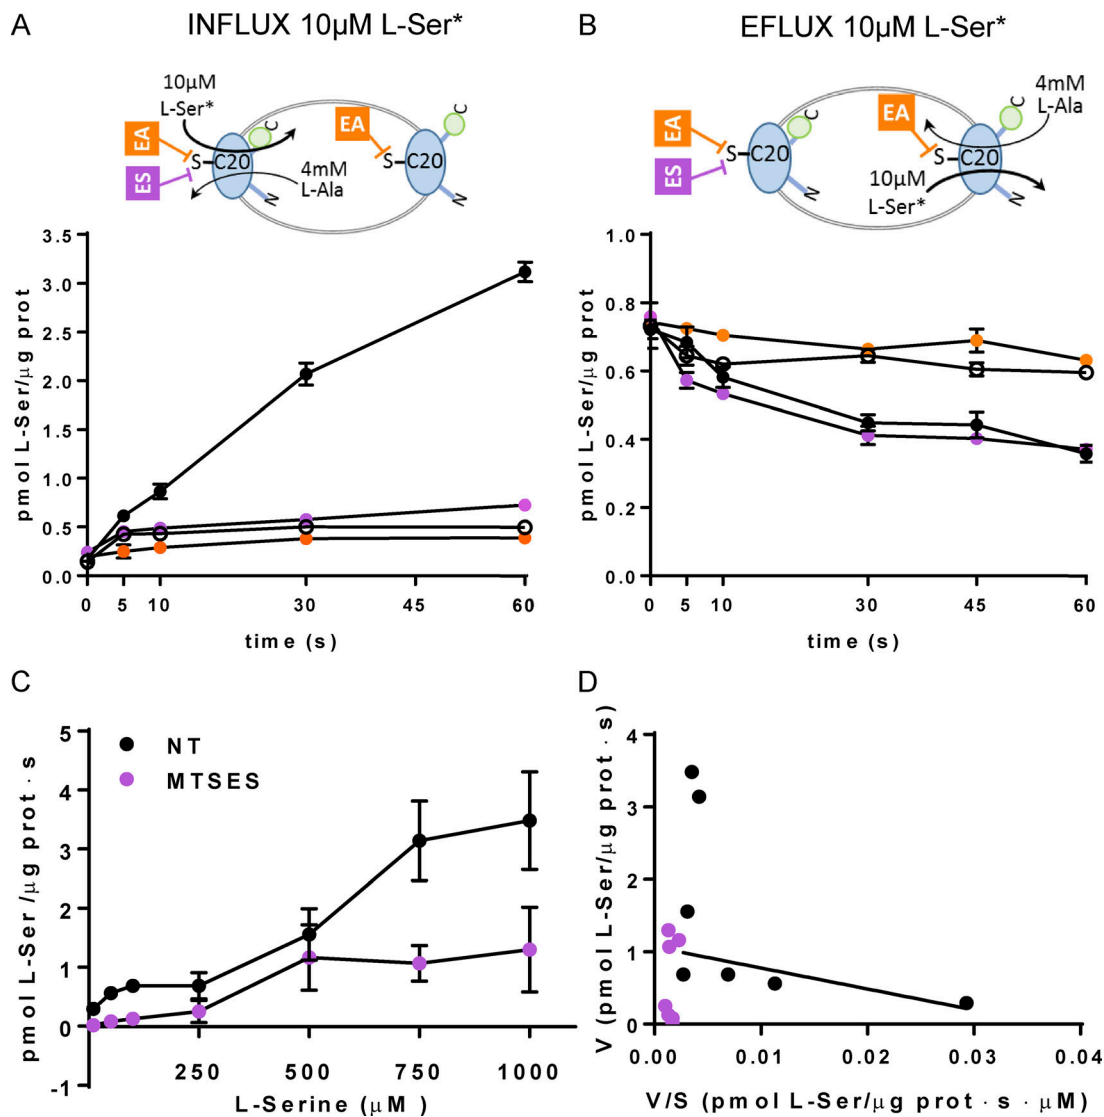 A
INFLUX 10μM L-Ser*
10μM
L-Ser*
EA
ES
S
C20
C
N
4mM
L-Ala
EA
S
C20
C
N
pmol L-Ser/μg prot
3.5
3.0
2.5
2.0
1.5
1.0
0.5
0.0
0 5 10 30 45 60
time (s)
B
EFLUX 10μM L-Ser*
EA
ES
S
C20
C
N
EA
S
C20
C
N
4mM
L-Ala
10μM
L-Ser*
pmol L-Ser/μg prot
1.0
0.8
0.6
0.4
0.2
0.0
0 5 10 30 45 60
time (s)
C
NT
MTSES
pmol L-Ser /μg prot · s
5
4
3
2
1
0
-1
250 500 750 1000
L-Serine (μM )
D
V (pmol L-Ser/μg prot · s)
4
3
2
1
0
0.00 0.01 0.02 0.03 0.04
V/S (pmol L-Ser/μg prot · s · μM)